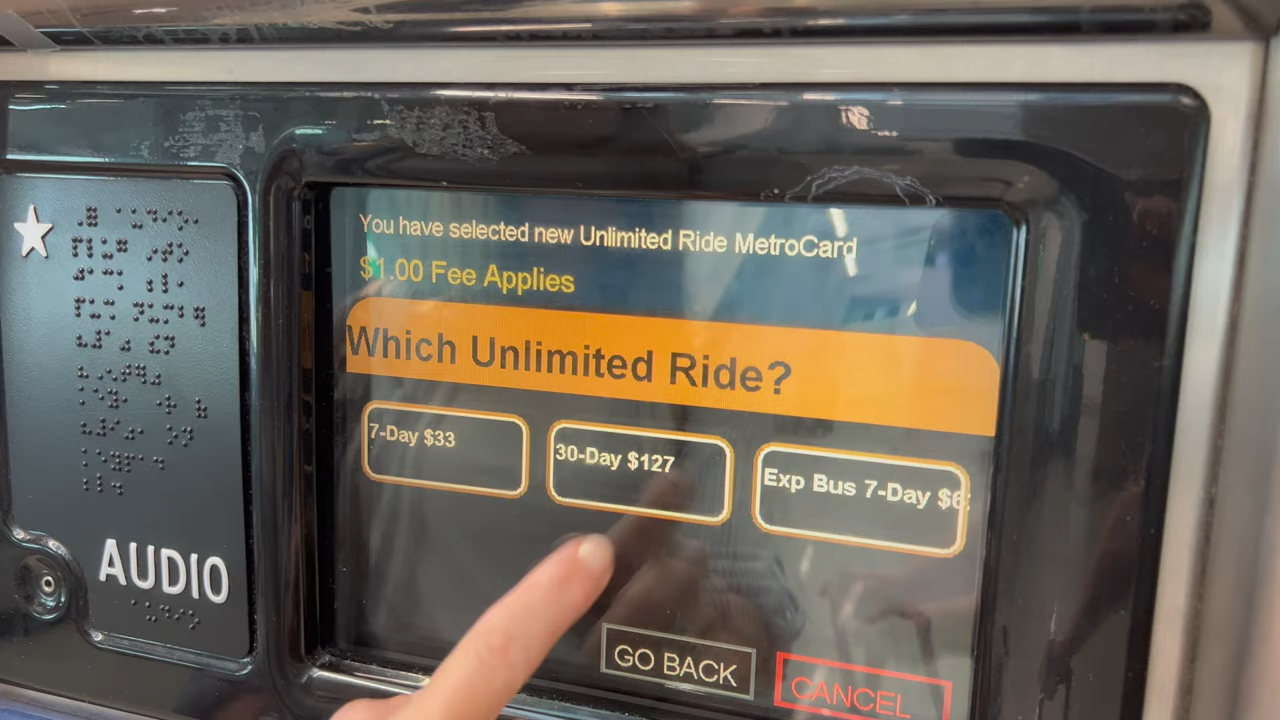 You have selected new Unlimited Ride MetroCard
$1.00 Fee Applies
Which Unlimited Ride?
7-Day $33
30-Day $127
Exp Bus 7-Day $6
GO BACK
CANCEL
AUDIO